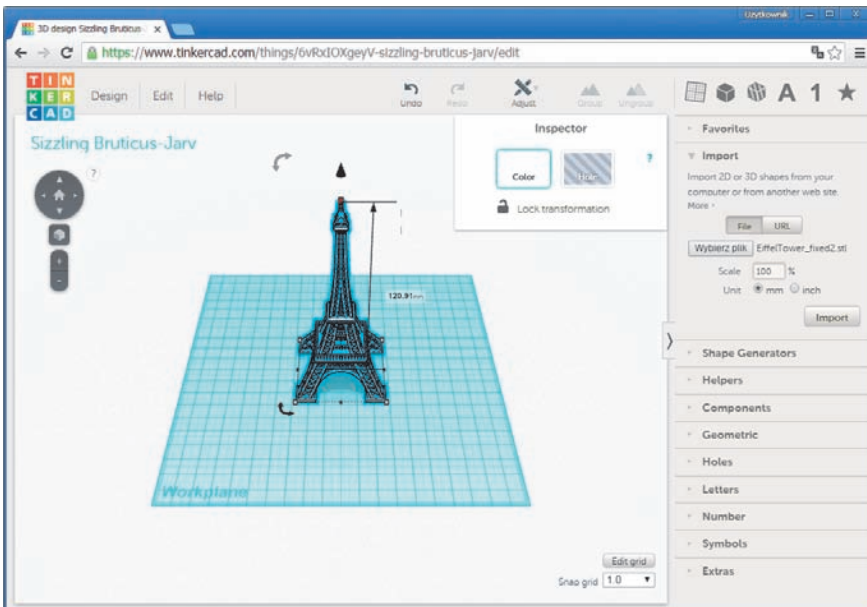 Użytkownik
3D design Sizzling Bruticus-
https://www.tinkercad.com/things/6vRxIOXgeyV-sizzling-bruticus-jarv/edit
TIN
KER
CAD
Design Edit Help
Undo Redo Adjust Group Ungroup
A 1
Sizzling Bruticus-Jarv
?
Inspector
Color Hole ?
Lock transformation
120.91mm
Workplane
Edit grid
Snap grid 1.0
Favorites
Import
Import 2D or 3D shapes from your
computer or from another web site.
More
File URL
Wybierz plik EiffelTower_fixed2.stl
Scale 100 %
Unit mm inch
Import
Shape Generators
Helpers
Components
Geometric
Holes
Letters
Number
Symbols
Extras